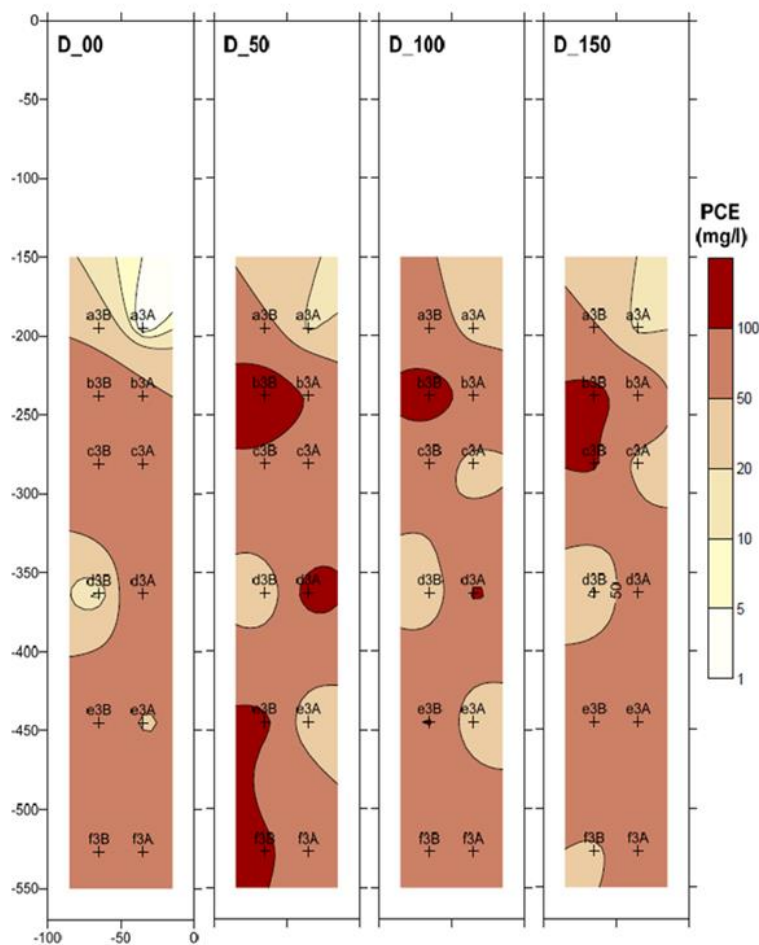 0
-50
-100
-150
-200
-250
-300
-350
-400
-450
-500
-550
D_00
a3B a3A
b3B b3A
c3B c3A
d3B d3A
e3B e3A
f3B f3A
-100 -50 0
D_50
a3B a3A
b3B b3A
c3B c3A
d3B d3A
e3B e3A
f3B f3A
D_100
a3B a3A
b3B b3A
c3B c3A
d3B d3A
e3B e3A
f3B f3A
D_150
a3B a3A
b3B b3A
c3B c3A
d3B d3A
50
e3B e3A
f3B f3A
PCE
(mg/l)
100
50
20
10
5
1